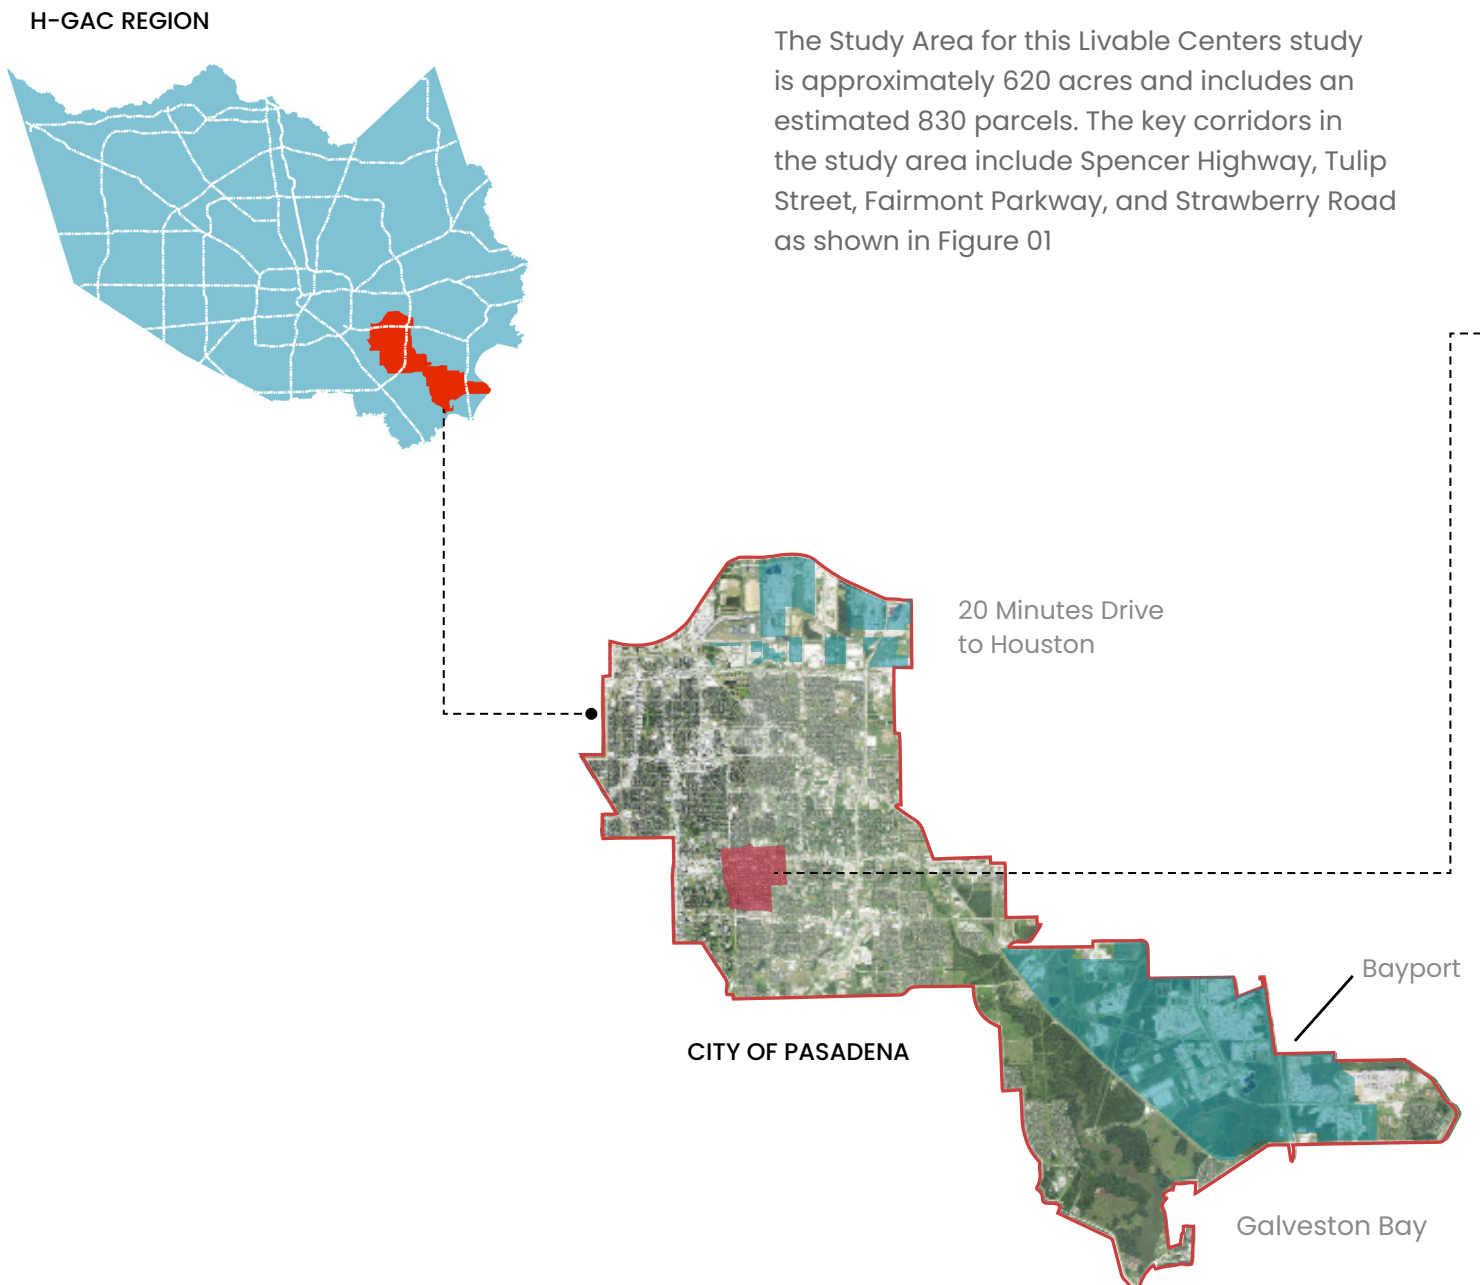 H-GAC REGION
The Study Area for this Livable Centers study
is approximately 620 acres and includes an
estimated 830 parcels. The key corridors in
the study area include Spencer Highway, Tulip
Street, Fairmont Parkway, and Strawberry Road
as shown in Figure 01
20 Minutes Drive
to Houston
Bayport
CITY OF PASADENA
Galveston Bay